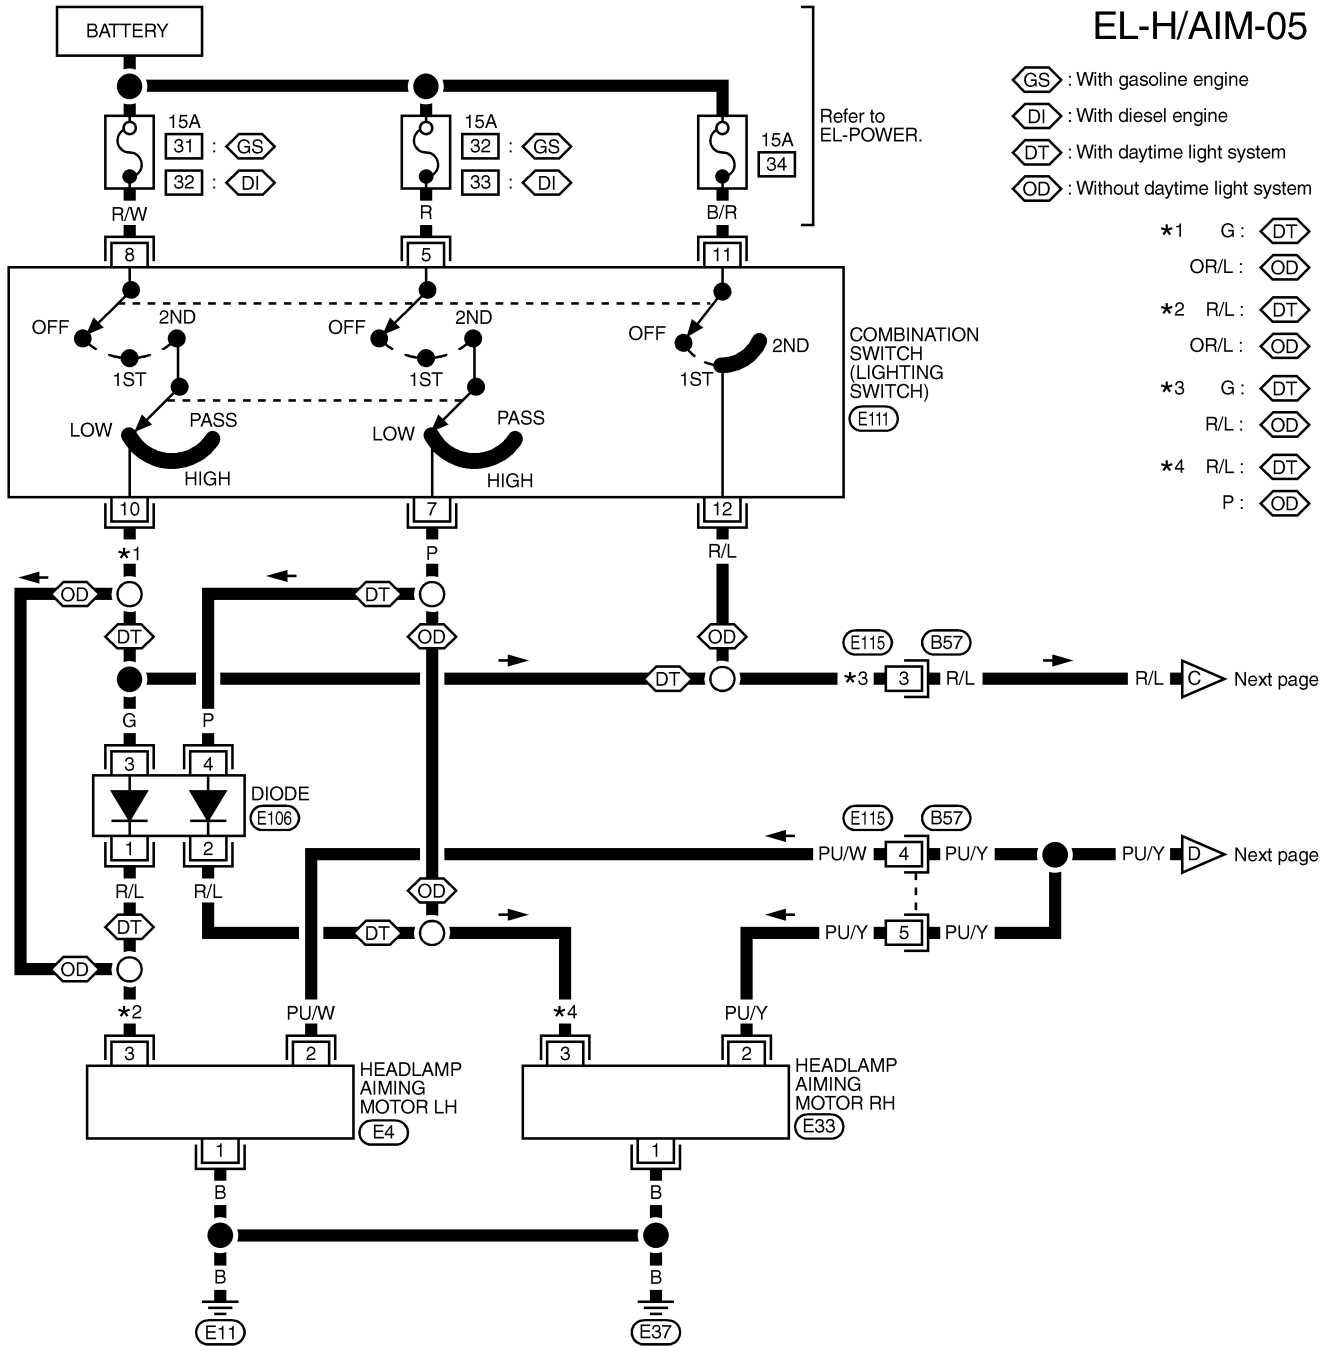 EL-H/AIM-05
BATTERY
GS : With gasoline engine
DI : With diesel engine
DT : With daytime light system
OD : Without daytime light system
Refer to
EL-POWER.
15A
31 : GS
32 : DI
15A
32 : GS
33 : DI
15A
34
R/W
R
B/R
*1 G : DT
OR/L : OD
*2 R/L : DT
OR/L : OD
*3 G : DT
R/L : OD
*4 R/L : DT
P : OD
8
5
11
OFF
2ND
1ST
OFF
2ND
1ST
OFF
2ND
1ST
COMBINATION
SWITCH
(LIGHTING
SWITCH)
E111
LOW
PASS
HIGH
LOW
PASS
HIGH
10
7
12
*1
P
R/L
OD
DT
DT
OD
OD
E115
B57
DT
*3
3
R/L
R/L
C
Next page
G
P
3
4
DIODE
E106
1
2
E115
B57
PU/W
4
PU/Y
PU/Y
D
Next page
R/L
R/L
OD
DT
DT
PU/Y
5
PU/Y
OD
*2
PU/W
*4
PU/Y
3
2
3
2
HEADLAMP
AIMING
MOTOR LH
E4
HEADLAMP
AIMING
MOTOR RH
E33
1
1
B
B
B
B
E11
E37